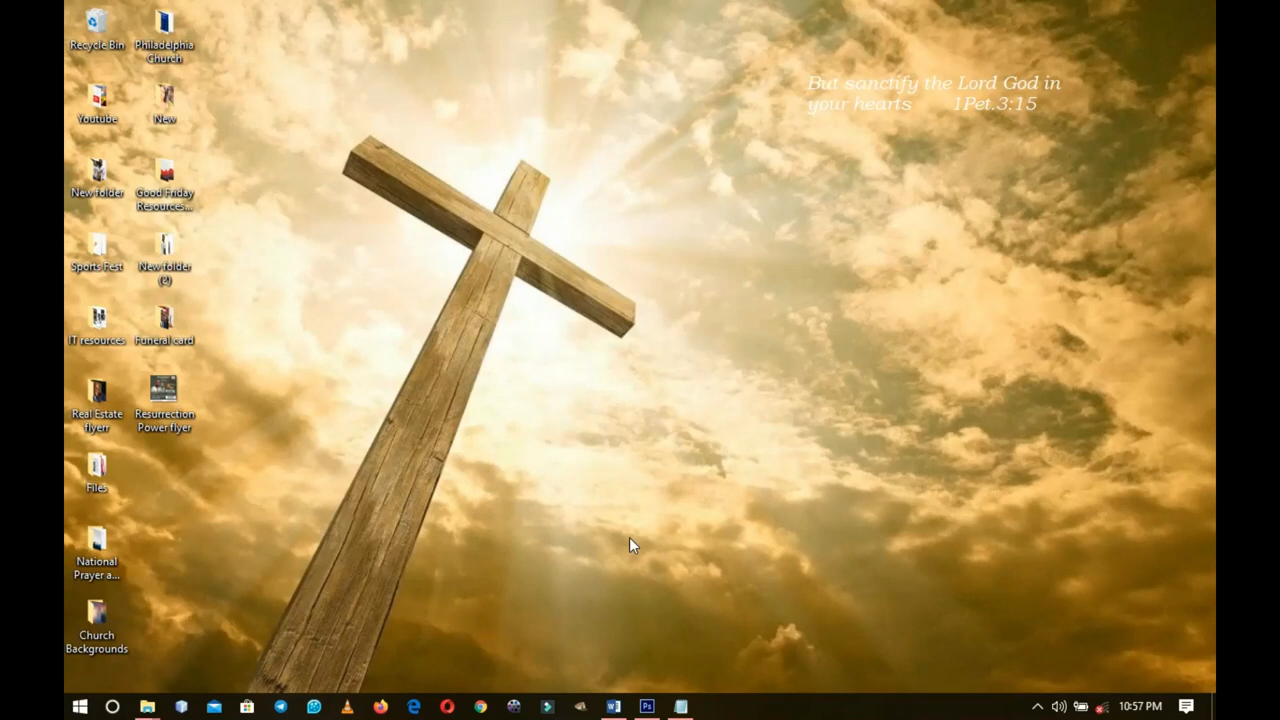 Recycle Bin
Philadelphia
Church
Youtube
New
New folder
Good Friday
Resources...
Sports Fest
New folder
(2)
IT resources
Funeral card
Real Estate
flyerr
Resurrection
Power flyer
Files
National
Prayer a...
Church
Backgrounds
But sanctify the Lord God in
your hearts 1Pet.3:15
Ps
10:57 PM